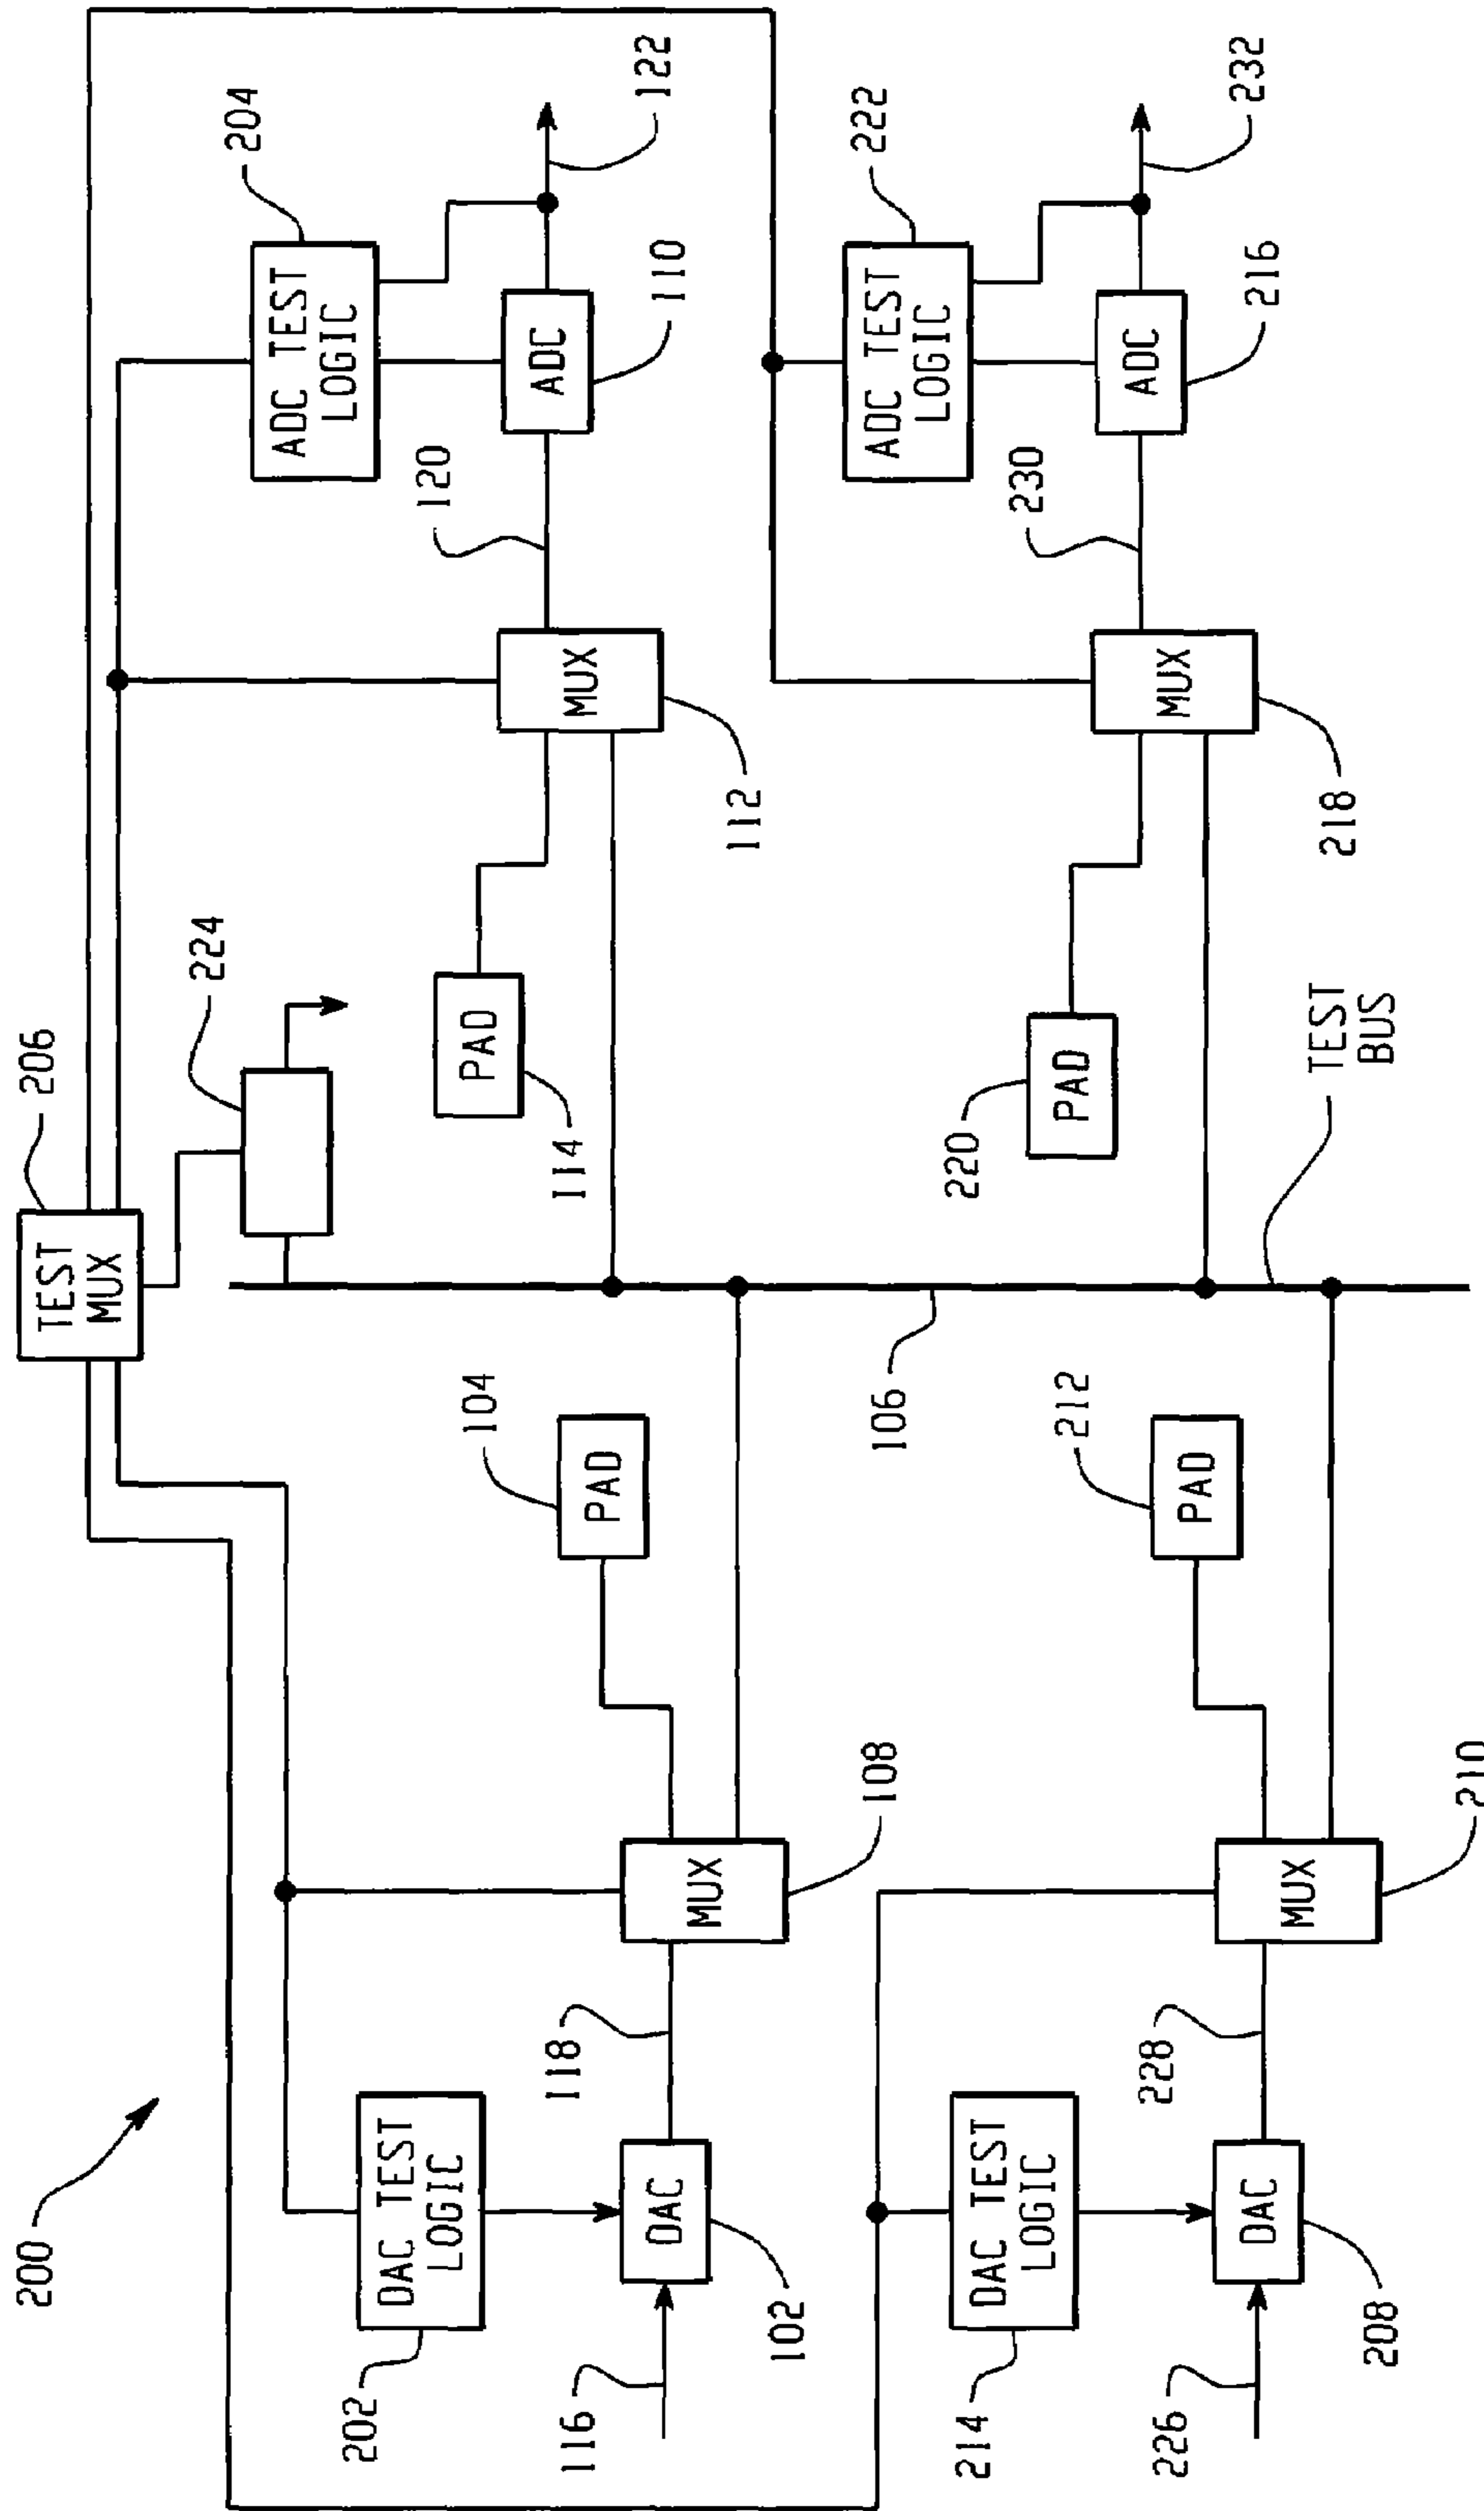 200
TEST
MUX
206
224
204
ADC TEST
LOGIC
202
DAC TEST
LOGIC
120
104
PAD
114
ADC
122
116
118
PAD
MUX
110
DAC
MUX
112
102
108
106
222
ADC TEST
LOGIC
214
DAC TEST
LOGIC
220
230
212
PAD
ADC
226
228
PAD
MUX
216
232
DAC
MUX
TEST
BUS
218
208
210